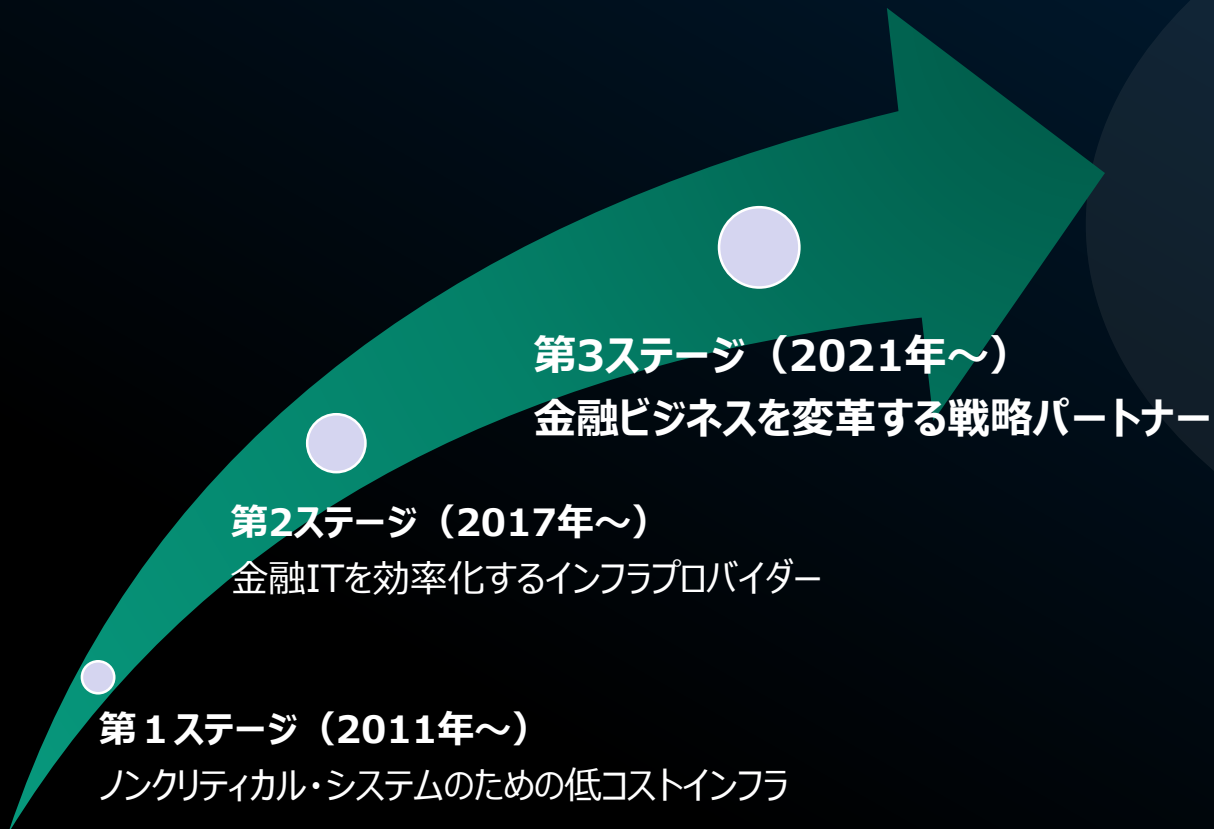 第3ステージ（2021年～）
金融ビジネスを変革する戦略パートナー
第2ステージ（2017年～）
金融ITを効率化するインフラプロバイダー
第１ステージ（2011年～）
ノンクリティカル・システムのための低コストインフラ